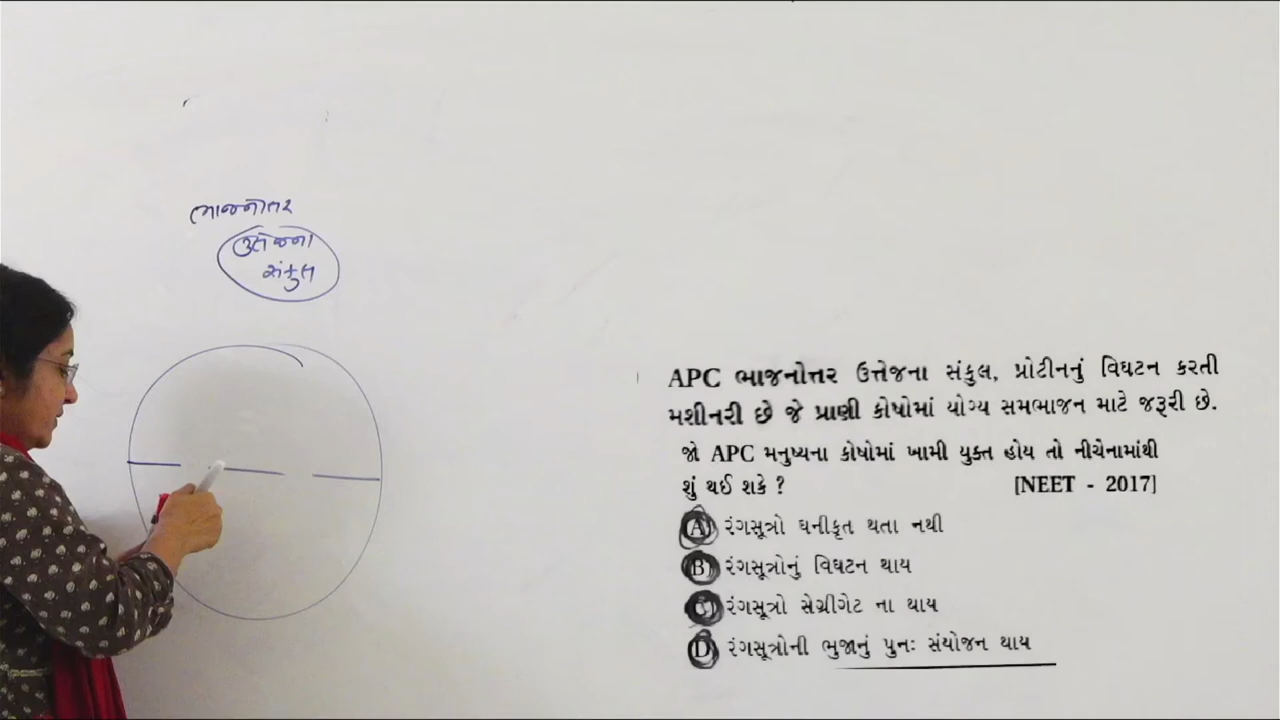 ભાજનોત્તર
ઉત્તેજના
સંકુલ
APC ભાજનોત્તર ઉત્તેજના સંકુલ, પ્રોટીનનું વિઘટન કરતી
મશીનરી છે જે પ્રાણી કોષોમાં યોગ્ય સમભાજન માટે જરૂરી છે.
જો APC મનુષ્યના કોષોમાં ખામી યુક્ત હોય તો નીચેનામાંથી
શું થઈ શકે ? [NEET - 2017]
A રંગસૂત્રો ઘનીકૃત થતા નથી
B રંગસૂત્રોનું વિઘટન થાય
C રંગસૂત્રો સેગ્રીગેટ ના થાય
D રંગસૂત્રોની ભુજાનું પુનઃ સંયોજન થાય